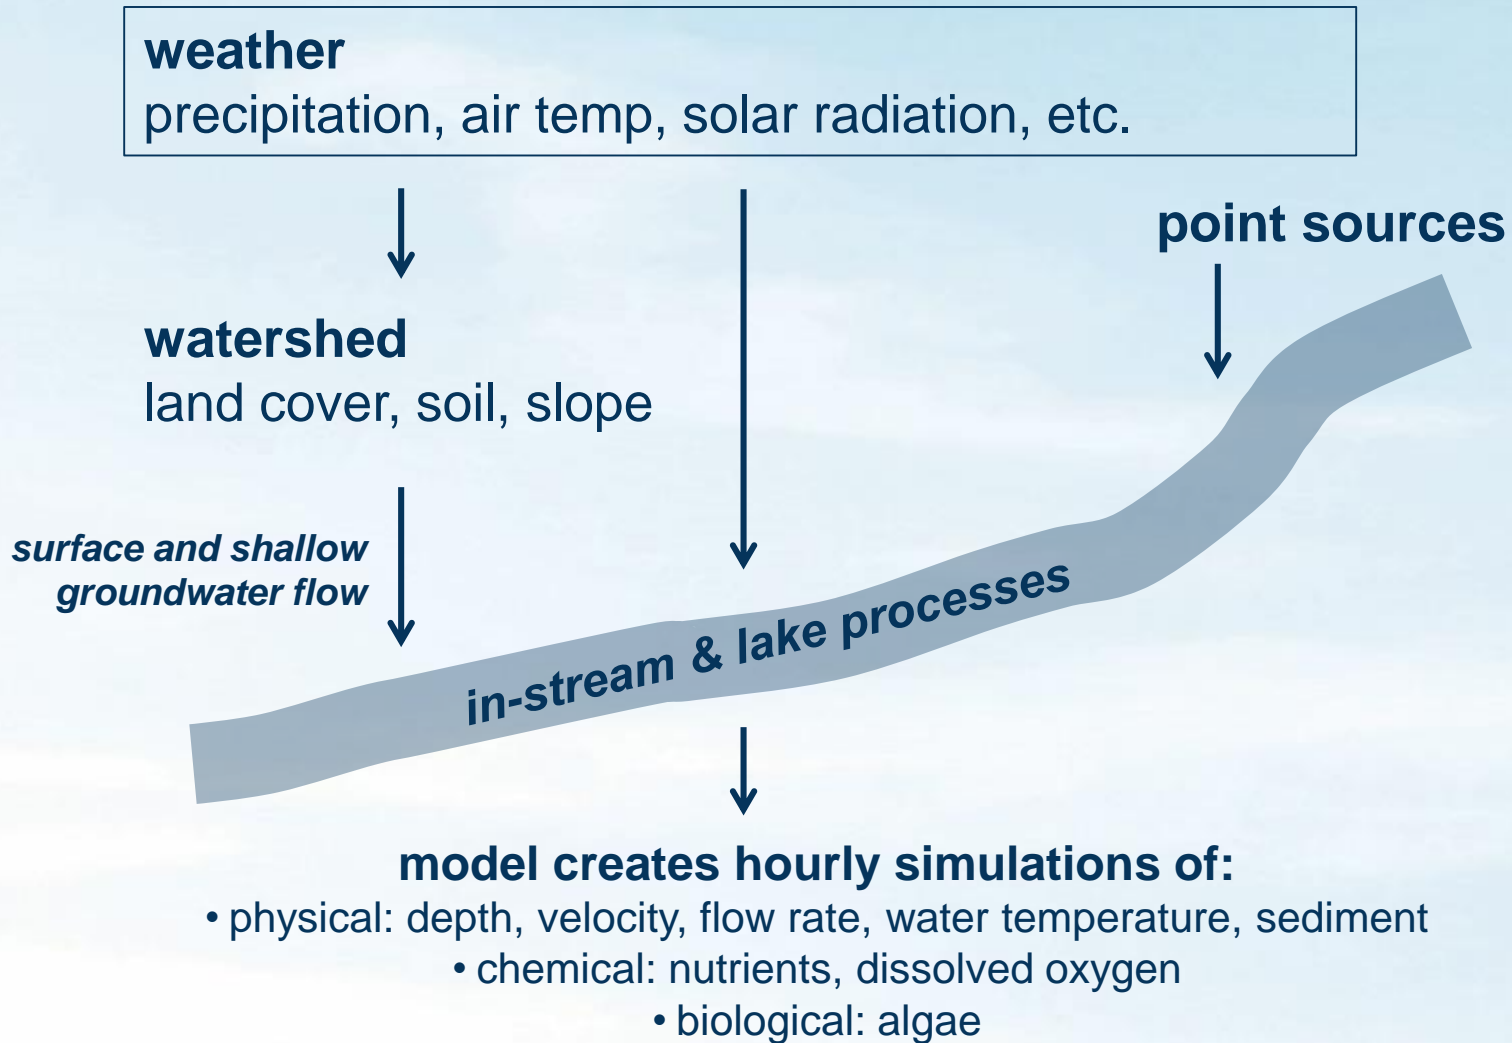 weather
precipitation, air temp, solar radiation, etc.
point sources
watershed
land cover, soil, slope
surface and shallow
groundwater flow
in-stream & lake processes
model creates hourly simulations of:
• physical: depth, velocity, flow rate, water temperature, sediment
• chemical: nutrients, dissolved oxygen
• biological: algae